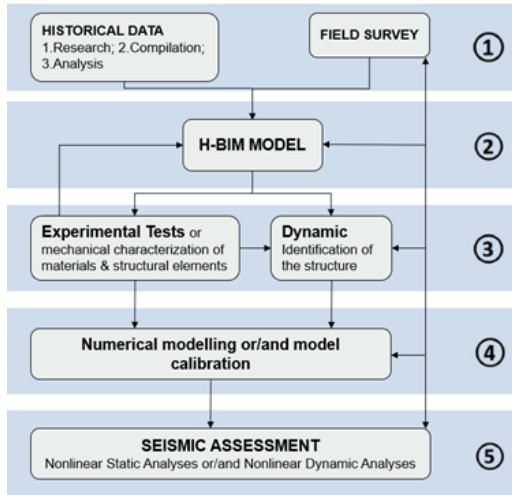 HISTORICAL DATA
1.Research; 2.Compilation;
3.Analysis
FIELD SURVEY
①
H-BIM MODEL
②
Experimental Tests or
mechanical characterization of
materials & structural elements
Dynamic
Identification of
the structure
③
Numerical modelling or/and model
calibration
④
SEISMIC ASSESSMENT
Nonlinear Static Analyses or/and Nonlinear Dynamic Analyses
⑤